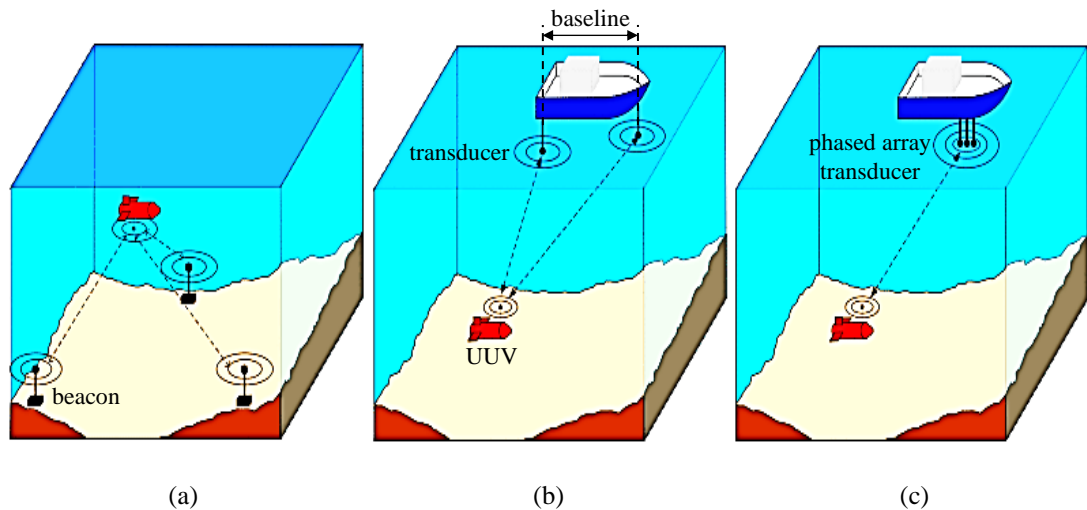 baseline
transducer
phased array
transducer
UUV
beacon
(a)
(b)
(c)